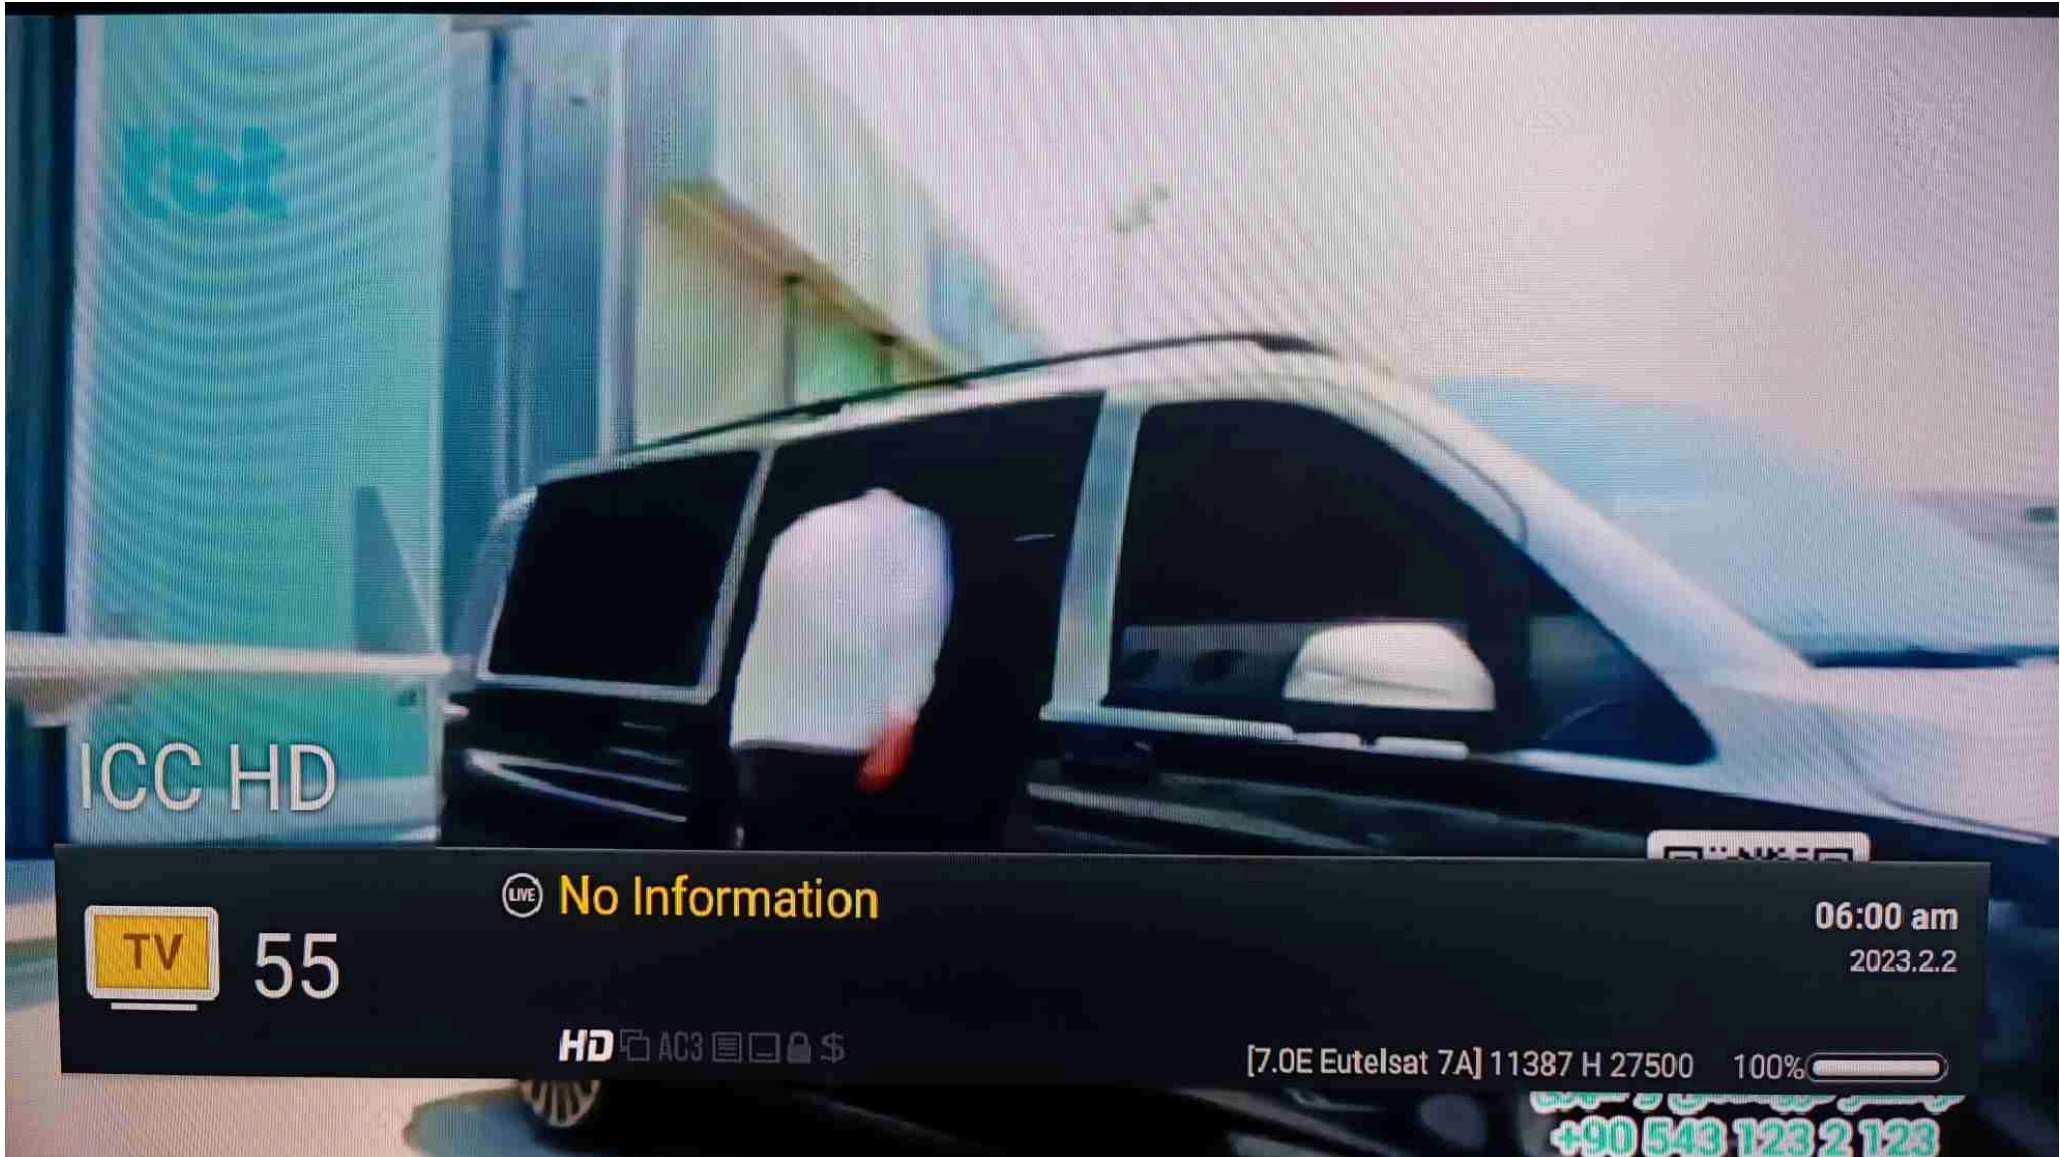 ICC HD
TV
55
LIVE No Information
06:00 am
2023.2.2
HD AC3 $
[7.0E Eutelsat 7A] 11387 H 27500 100%
+90 543 123 2 123